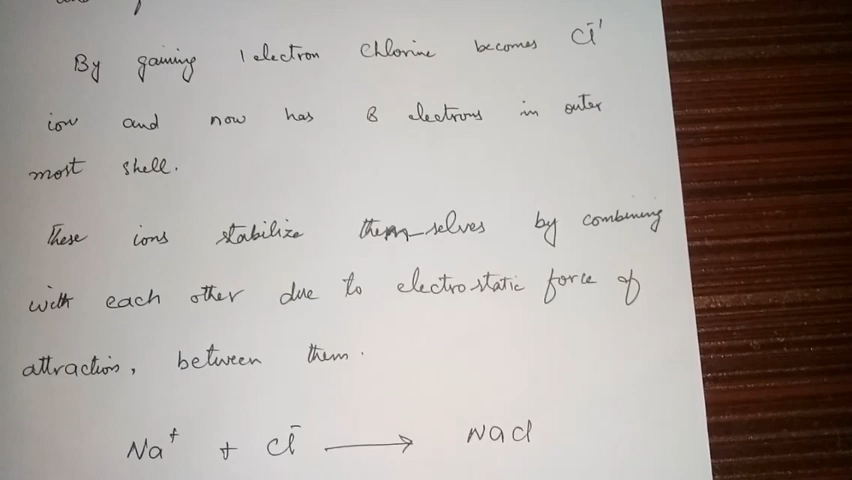 By gaining 1 electron Chlorine becomes Cl⁻¹
ion and now has 8 electrons in outer
most shell.
These ions stabilize themselves by combining
with each other due to electrostatic force of
attraction, between them.
Na⁺ + Cl⁻ → NaCl